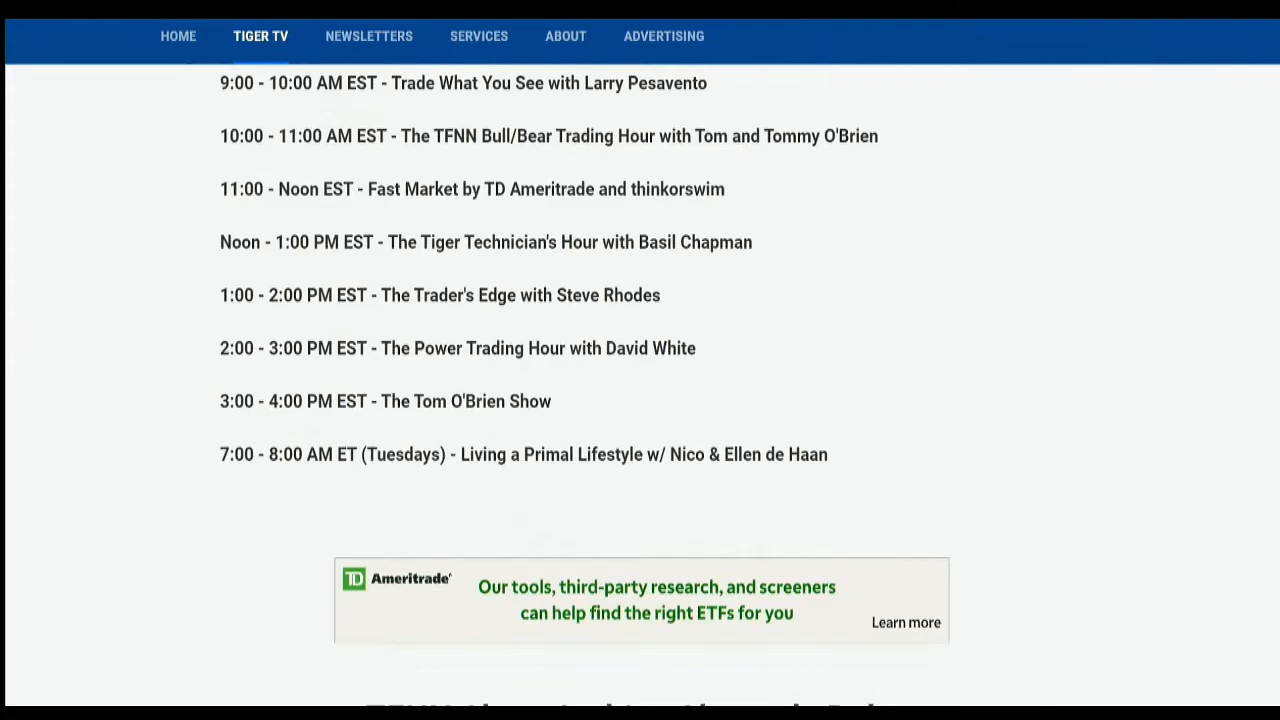 HOME TIGER TV NEWSLETTERS SERVICES ABOUT ADVERTISING
9:00 - 10:00 AM EST - Trade What You See with Larry Pesavento
10:00 - 11:00 AM EST - The TFNN Bull/Bear Trading Hour with Tom and Tommy O'Brien
11:00 - Noon EST - Fast Market by TD Ameritrade and thinkorswim
Noon - 1:00 PM EST - The Tiger Technician's Hour with Basil Chapman
1:00 - 2:00 PM EST - The Trader's Edge with Steve Rhodes
2:00 - 3:00 PM EST - The Power Trading Hour with David White
3:00 - 4:00 PM EST - The Tom O'Brien Show
7:00 - 8:00 AM ET (Tuesdays) - Living a Primal Lifestyle w/ Nico & Ellen de Haan
TD Ameritrade
Our tools, third-party research, and screeners
can help find the right ETFs for you
Learn more